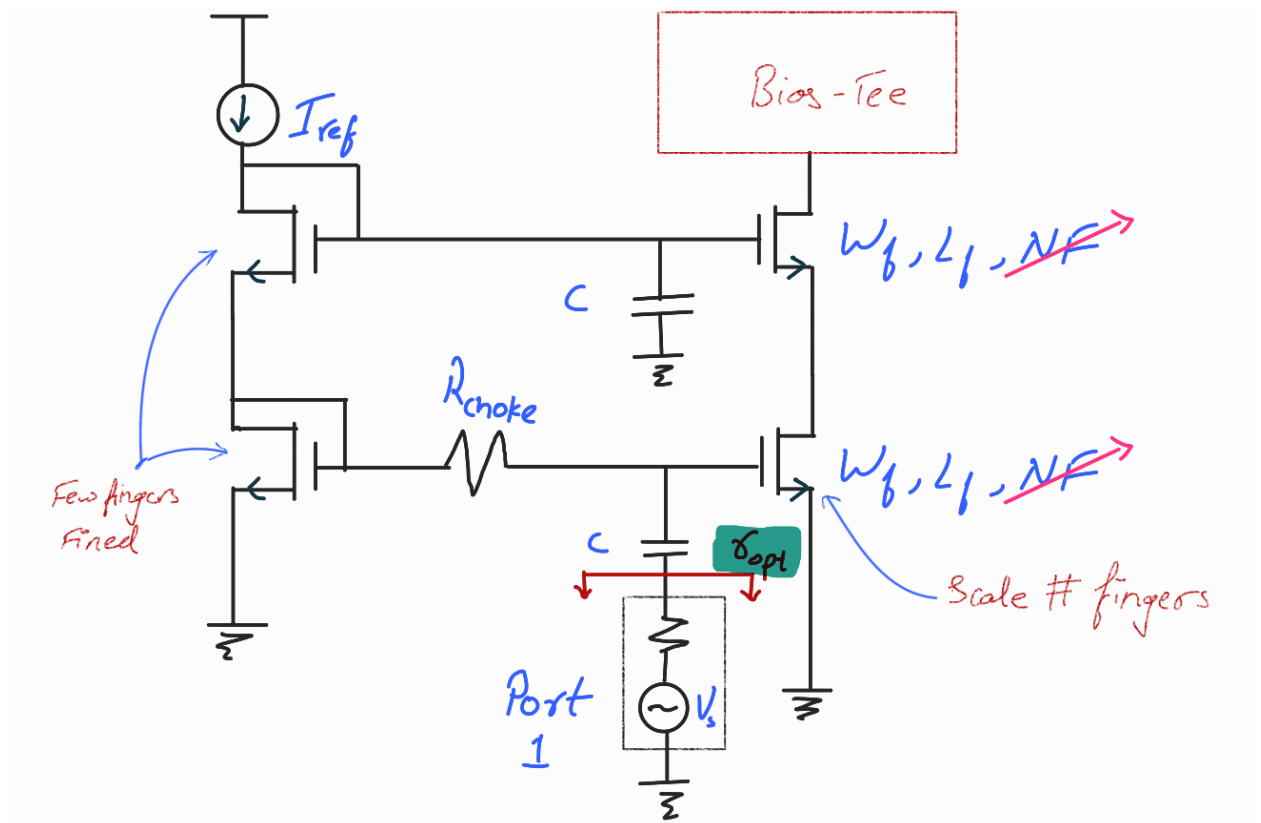 Bias-Tee
Iref
Wf, Lf, NF
C
Rchoke
Wf, Lf, NF
Few fingers
Fixed
C
Γopt
Scale # fingers
Port
1
Vs